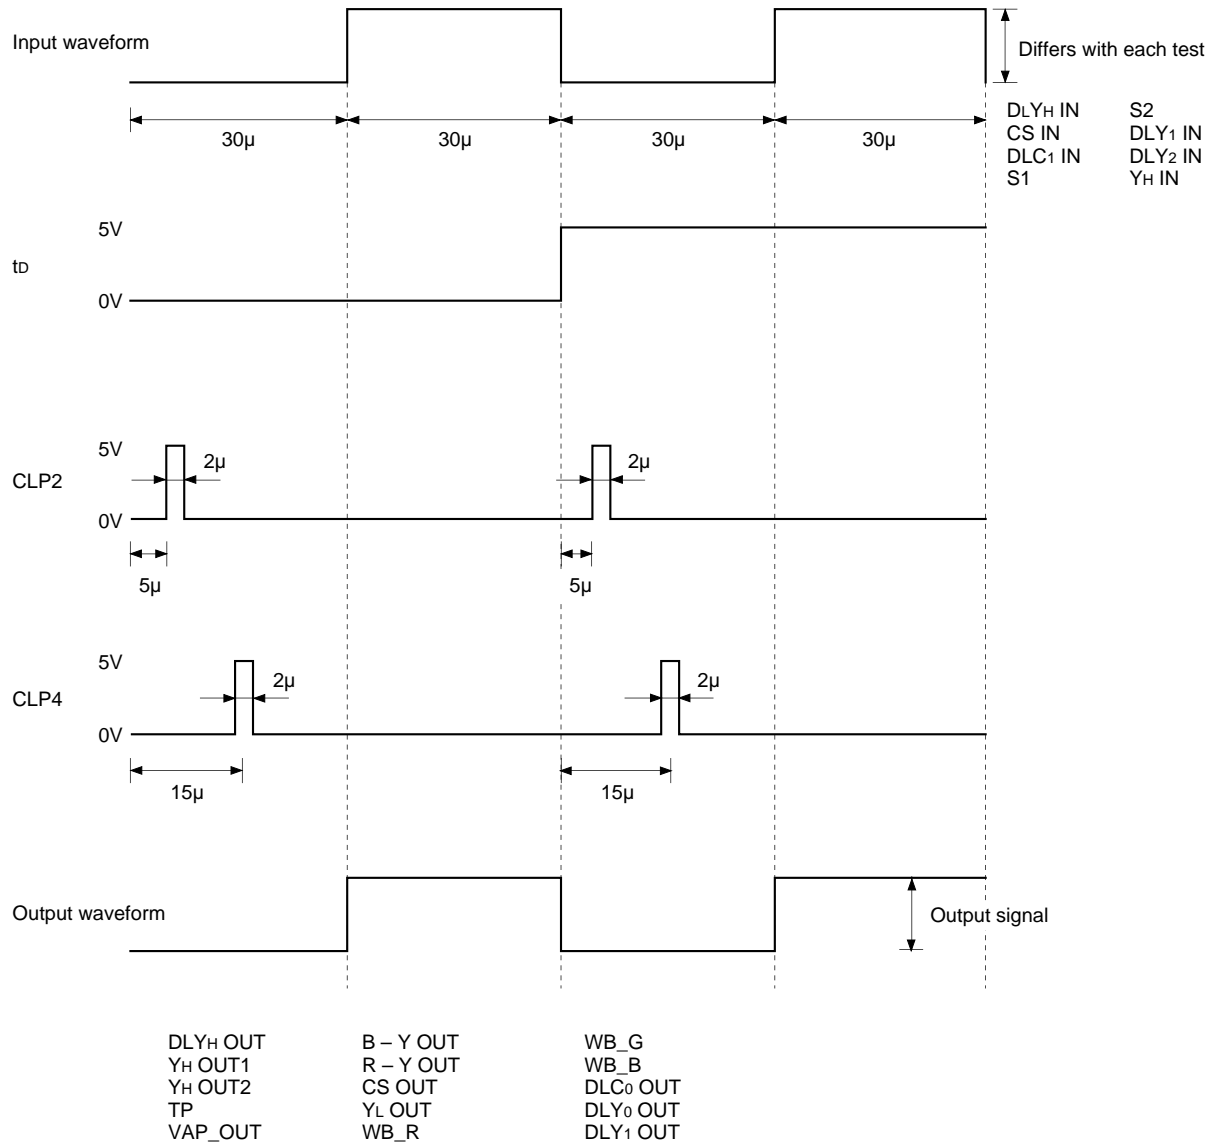 Input waveform
Differs with each test
30μ 30μ 30μ 30μ
DLYH IN S2
CS IN DLY1 IN
DLC1 IN DLY2 IN
S1 YH IN
5V
tD
0V
5V
2μ 2μ
CLP2
0V
5μ 5μ
5V
2μ 2μ
CLP4
0V
15μ 15μ
Output waveform
Output signal
DLYH OUT B – Y OUT WB_G
YH OUT1 R – Y OUT WB_B
YH OUT2 CS OUT DLC0 OUT
TP YL OUT DLY0 OUT
VAP_OUT WB_R DLY1 OUT